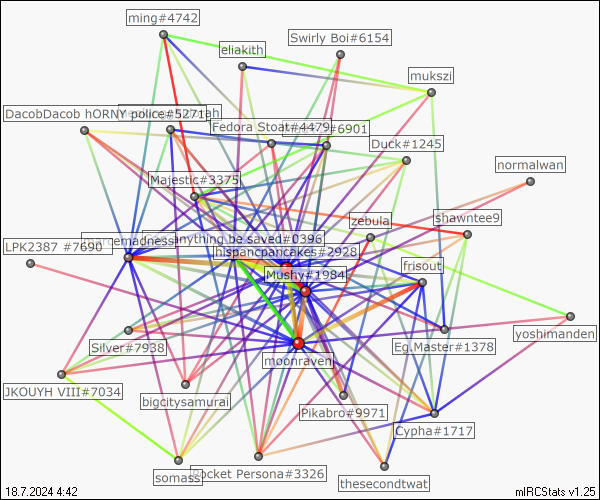 ming#4742
Swirly Boi#6154
eliakith
mukszi
DacobDacob hORNY police#5271
Fedora Stoat#4479
#6901
Duck#1245
normalwan
Majestic#3375
shawntee9
zebula
LPK2387 #7690
anything be saved#0396
hispancpancakes#2928
frisout
Mushy#1984
yoshimanden
Eg.Master#1378
Silver#7938
moonraven
JKOUYH VIII#7034
bigcitysamurai
Pikabro#9971
Cypha#1717
somass
Rocket Persona#3326
thesecondtwat
18.7.2024 4:42
mIRCStats v1.25